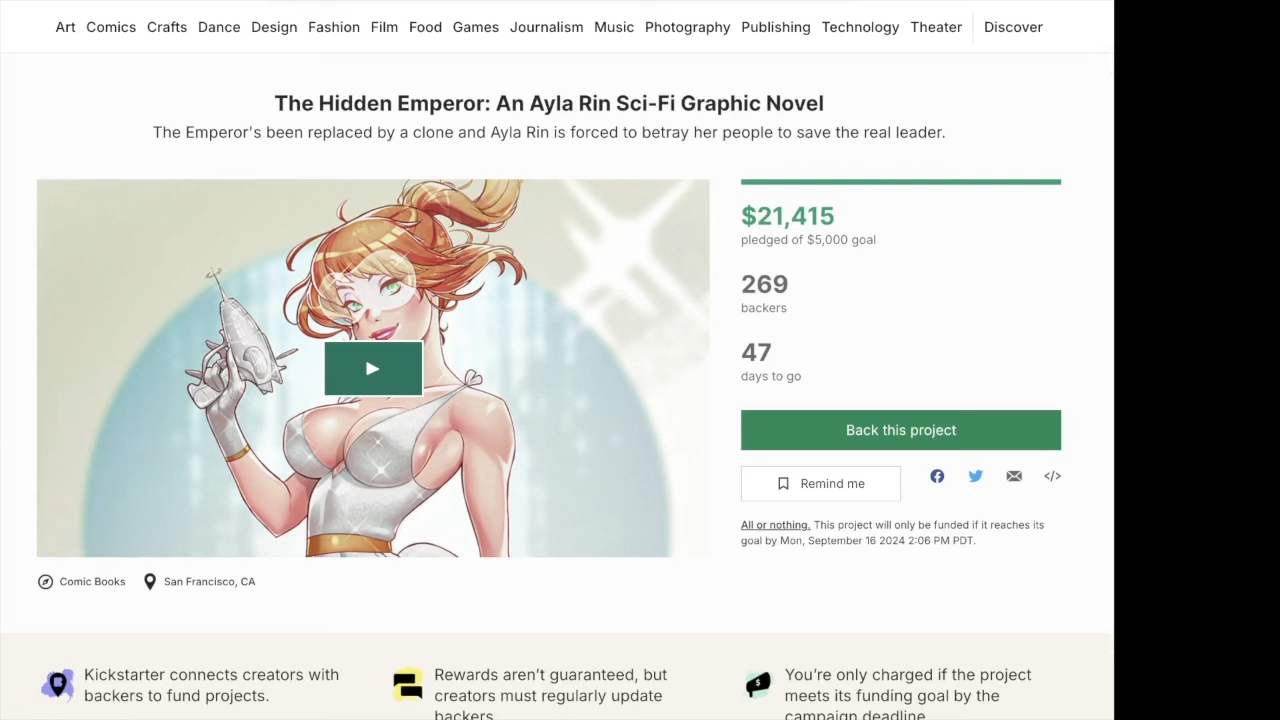 Art Comics Crafts Dance Design Fashion Film Food Games Journalism Music Photography Publishing Technology Theater Discover
The Hidden Emperor: An Ayla Rin Sci-Fi Graphic Novel
The Emperor's been replaced by a clone and Ayla Rin is forced to betray her people to save the real leader.
$21,415
pledged of $5,000 goal
269
backers
47
days to go
Back this project
Remind me
</>
All or nothing. This project will only be funded if it reaches its
goal by Mon, September 16 2024 2:06 PM PDT.
Comic Books San Francisco, CA
Kickstarter connects creators with
backers to fund projects.
Rewards aren’t guaranteed, but
creators must regularly update
backers.
You’re only charged if the project
meets its funding goal by the
campaign deadline.